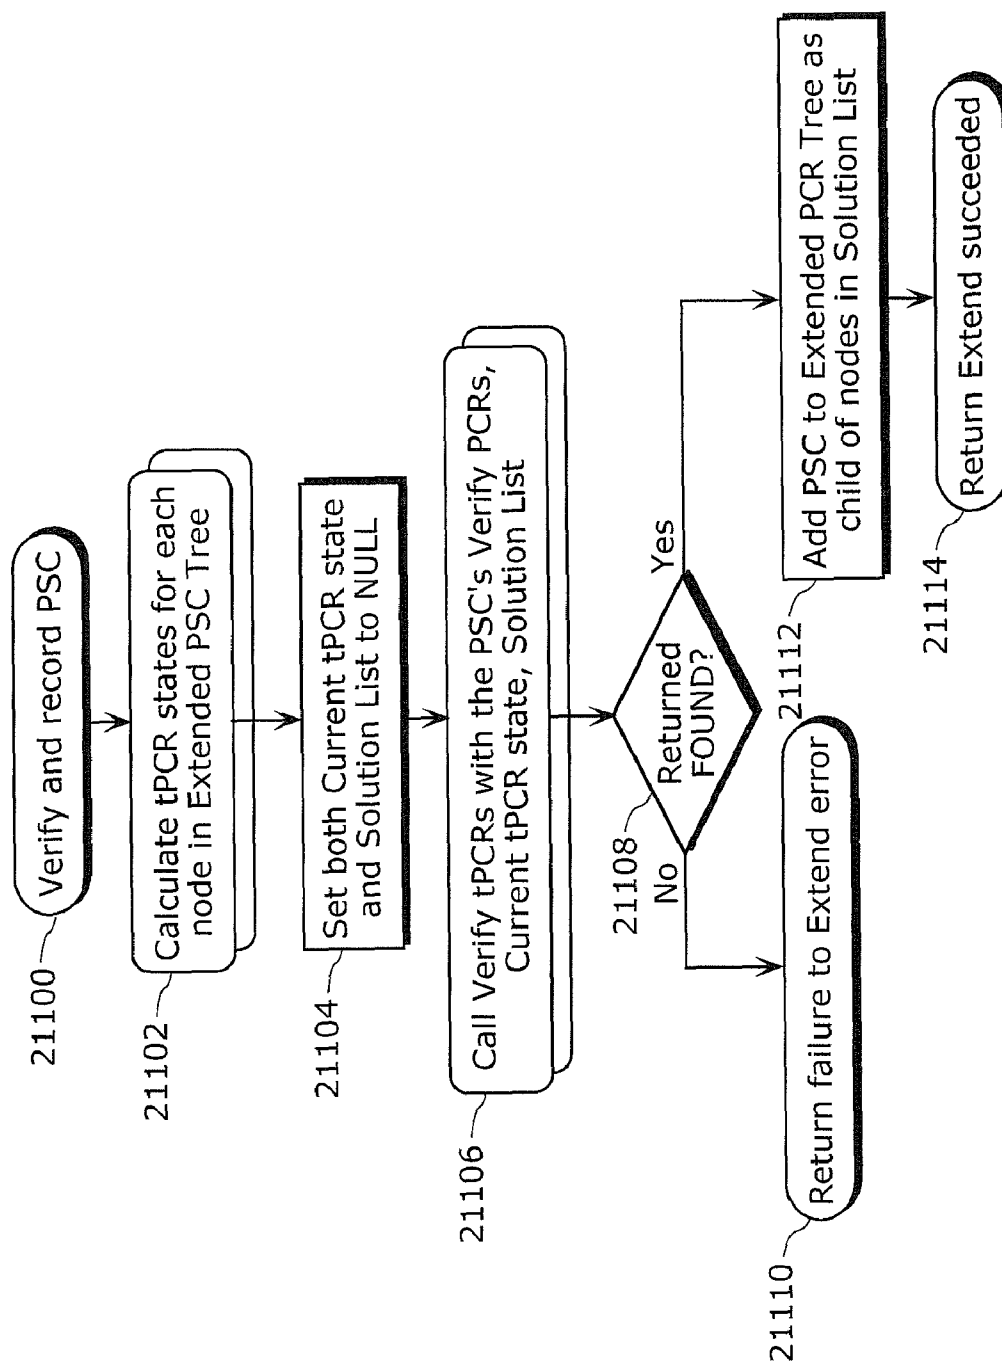 21100
Verify and record PSC
21102
Calculate tPCR states for each
node in Extended PSC Tree
21104
Set both Current tPCR state
and Solution List to NULL
21106
Call Verify tPCRs with the PSC's Verify PCRs,
Current tPCR state, Solution List
21108
Returned
FOUND?
No
Yes
21110
Return failure to Extend error
21112
Add PSC to Extended PCR Tree as
child of nodes in Solution List
21114
Return Extend succeeded